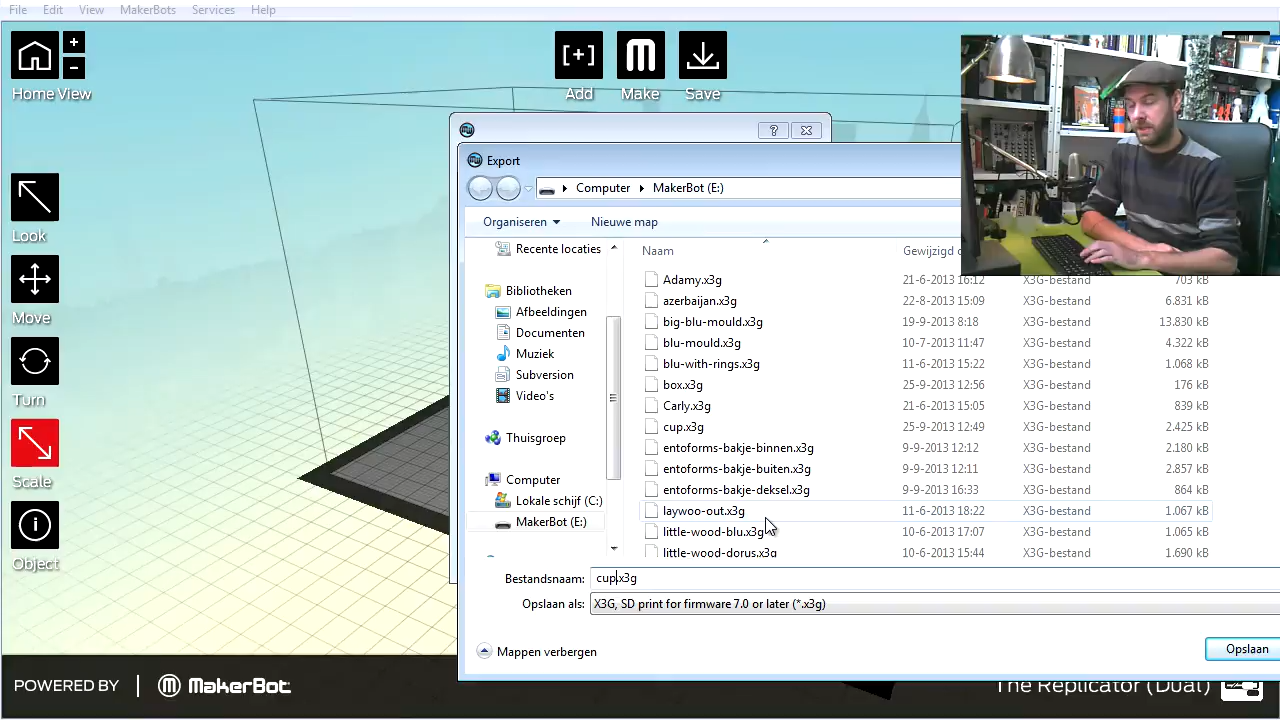 File Edit View MakerBots Services Help
+
-
Home View
[+] M
Add Make Save
? X
Export
Computer MakerBot (E:)
Organiseren Nieuwe map
Recente locaties
Naam Gewijzigd o
Bibliotheken
Afbeeldingen
Documenten
Muziek
Subversion
Video's
Thuisgroep
Computer
Lokale schijf (C:)
MakerBot (E:)
Adamy.x3g 21-6-2013 16:12 X3G-bestand 703 kB
azerbaijan.x3g 22-8-2013 15:09 X3G-bestand 6.831 kB
big-blu-mould.x3g 19-9-2013 8:18 X3G-bestand 13.830 kB
blu-mould.x3g 10-7-2013 11:47 X3G-bestand 4.322 kB
blu-with-rings.x3g 11-6-2013 15:22 X3G-bestand 1.068 kB
box.x3g 25-9-2013 12:56 X3G-bestand 176 kB
Carly.x3g 21-6-2013 15:05 X3G-bestand 839 kB
cup.x3g 25-9-2013 12:49 X3G-bestand 2.425 kB
entoforms-bakje-binnen.x3g 9-9-2013 12:12 X3G-bestand 2.180 kB
entoforms-bakje-buiten.x3g 9-9-2013 12:11 X3G-bestand 2.857 kB
entoforms-bakje-deksel.x3g 9-9-2013 16:33 X3G-bestand 864 kB
laywoo-out.x3g 11-6-2013 18:22 X3G-bestand 1.067 kB
little-wood-blu.x3g 10-6-2013 17:07 X3G-bestand 1.065 kB
little-wood-dorus.x3g 10-6-2013 15:44 X3G-bestand 1.690 kB
Look
Move
Turn
Scale
Object
Bestandsnaam: cup.x3g
Opslaan als: X3G, SD print for firmware 7.0 or later (*.x3g)
Mappen verbergen Opslaan
POWERED BY | MakerBot
The Replicator (Dual)